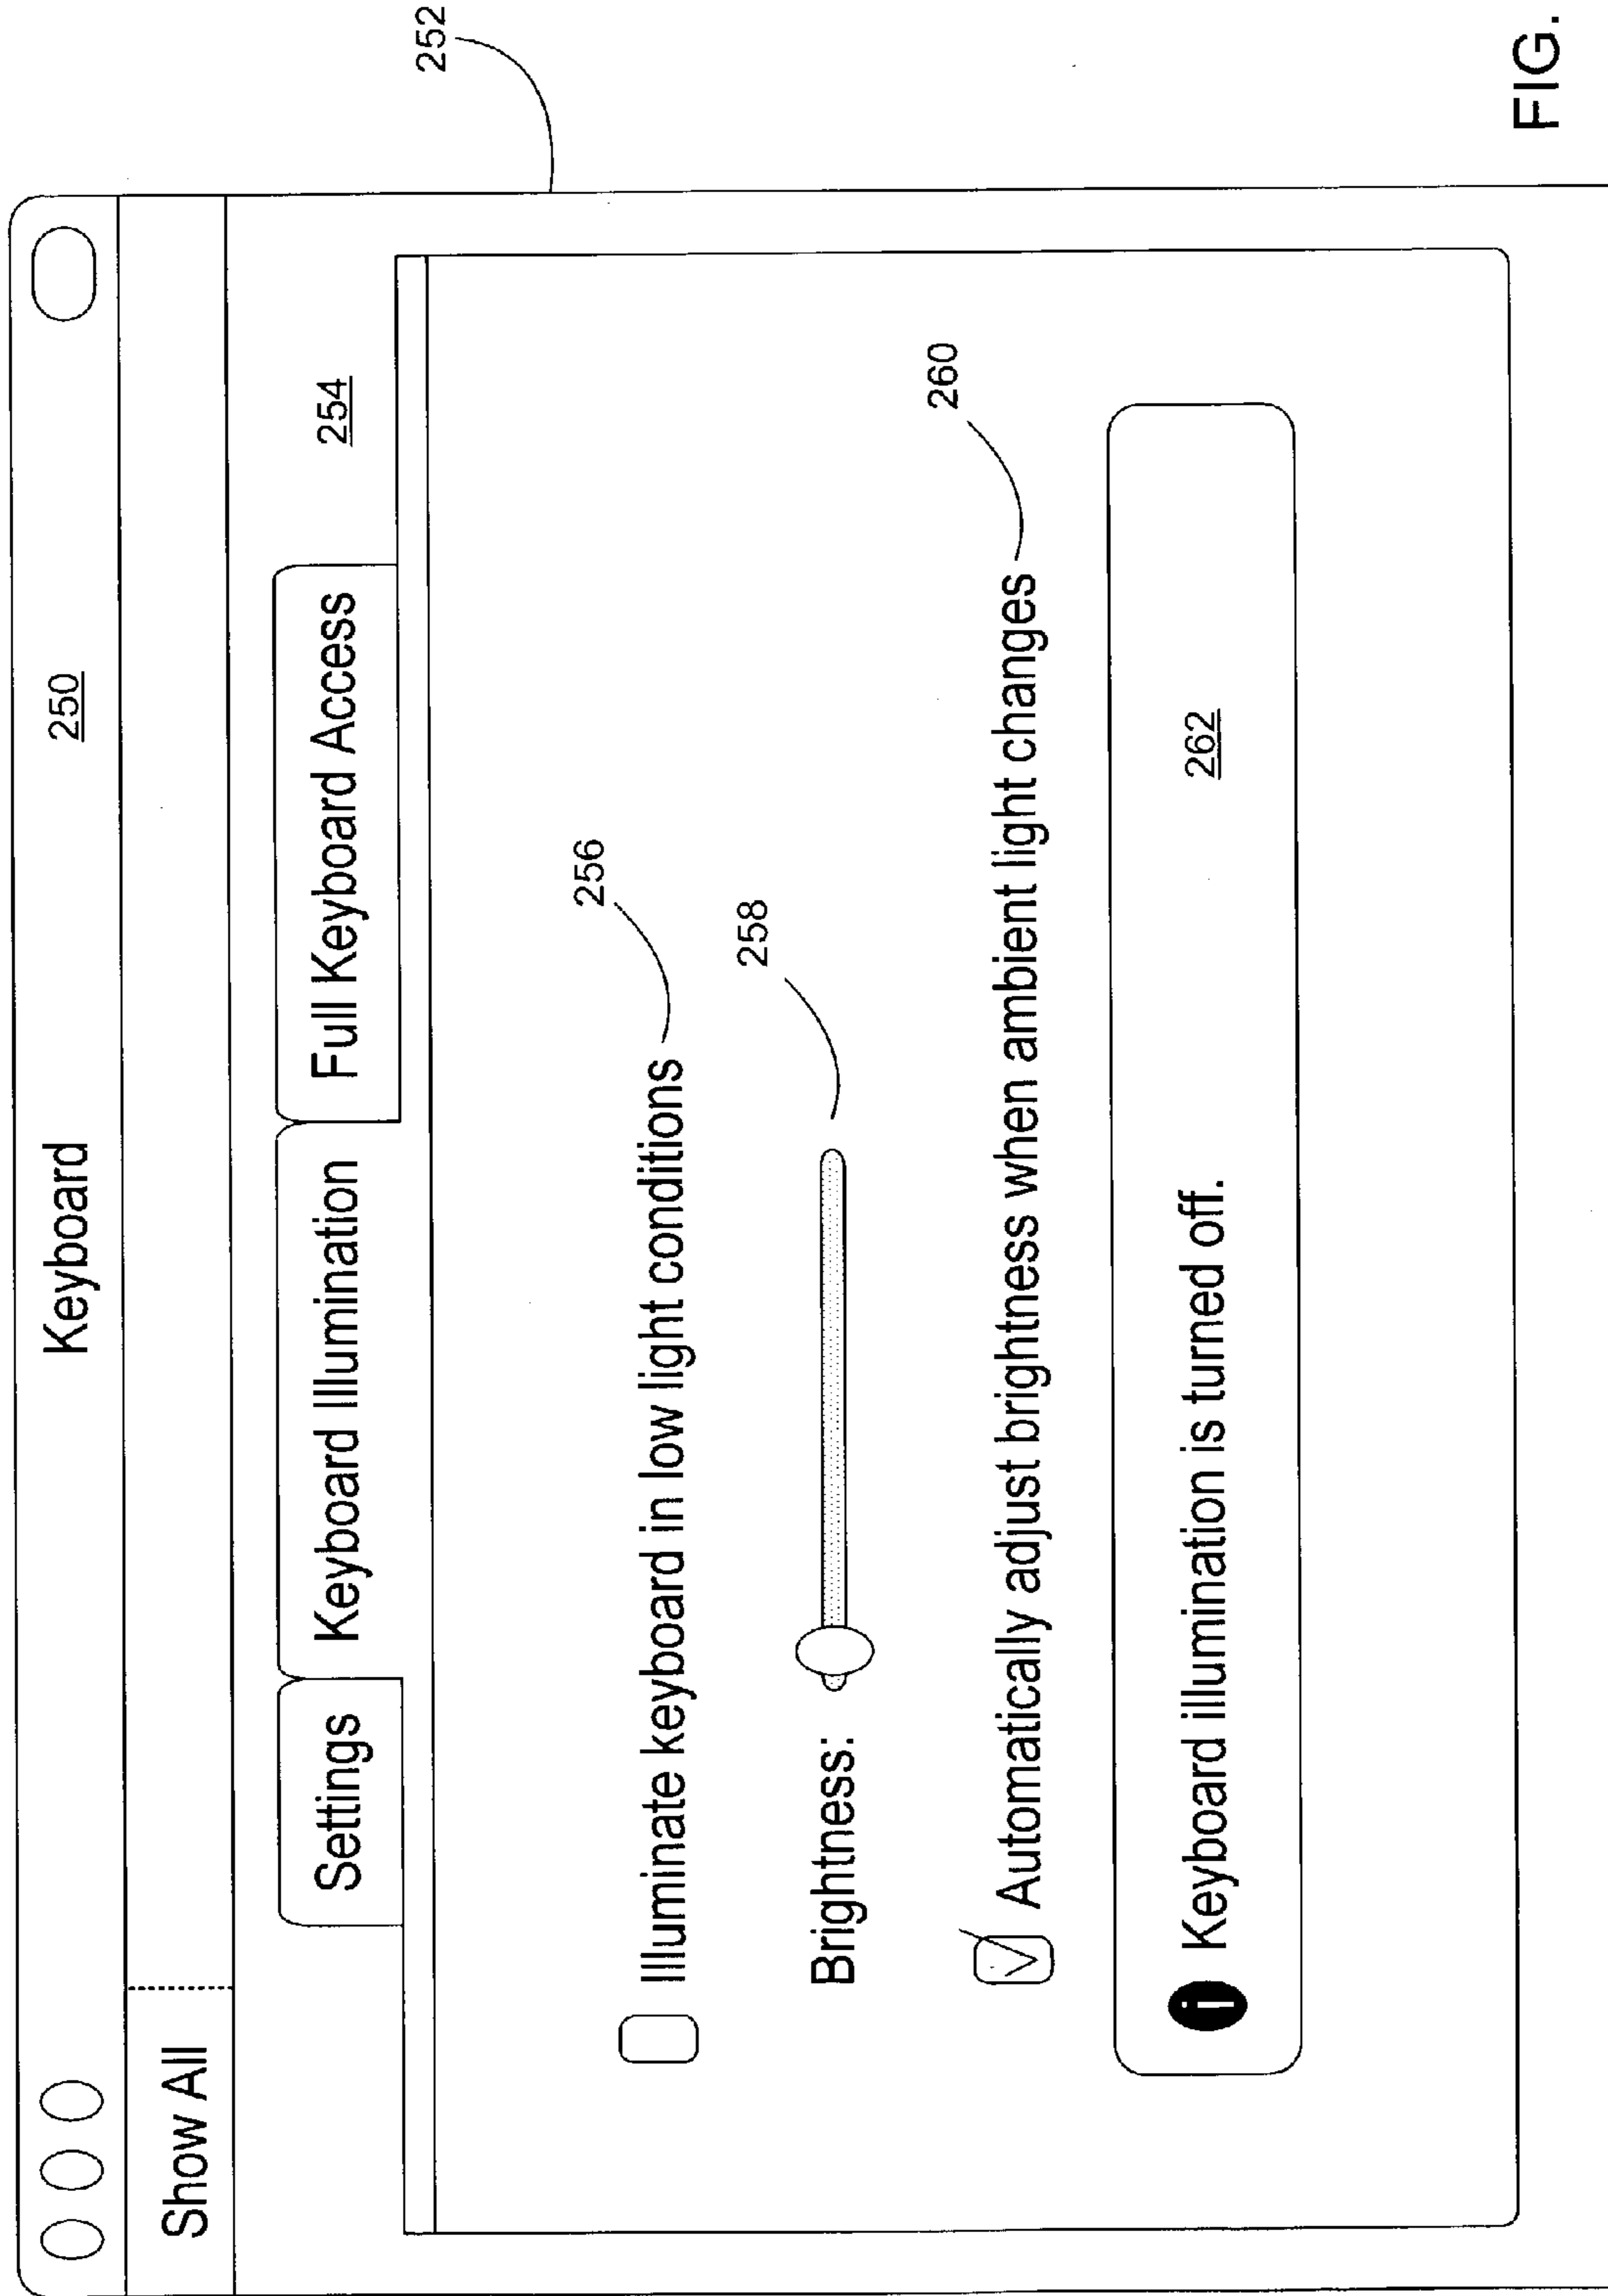 Keyboard 250
Show All
252
Settings Keyboard Illumination Full Keyboard Access 254
Illuminate keyboard in low light conditions 256
Brightness: 258
Automatically adjust brightness when ambient light changes 260
i Keyboard illumination is turned off. 262
FIG.